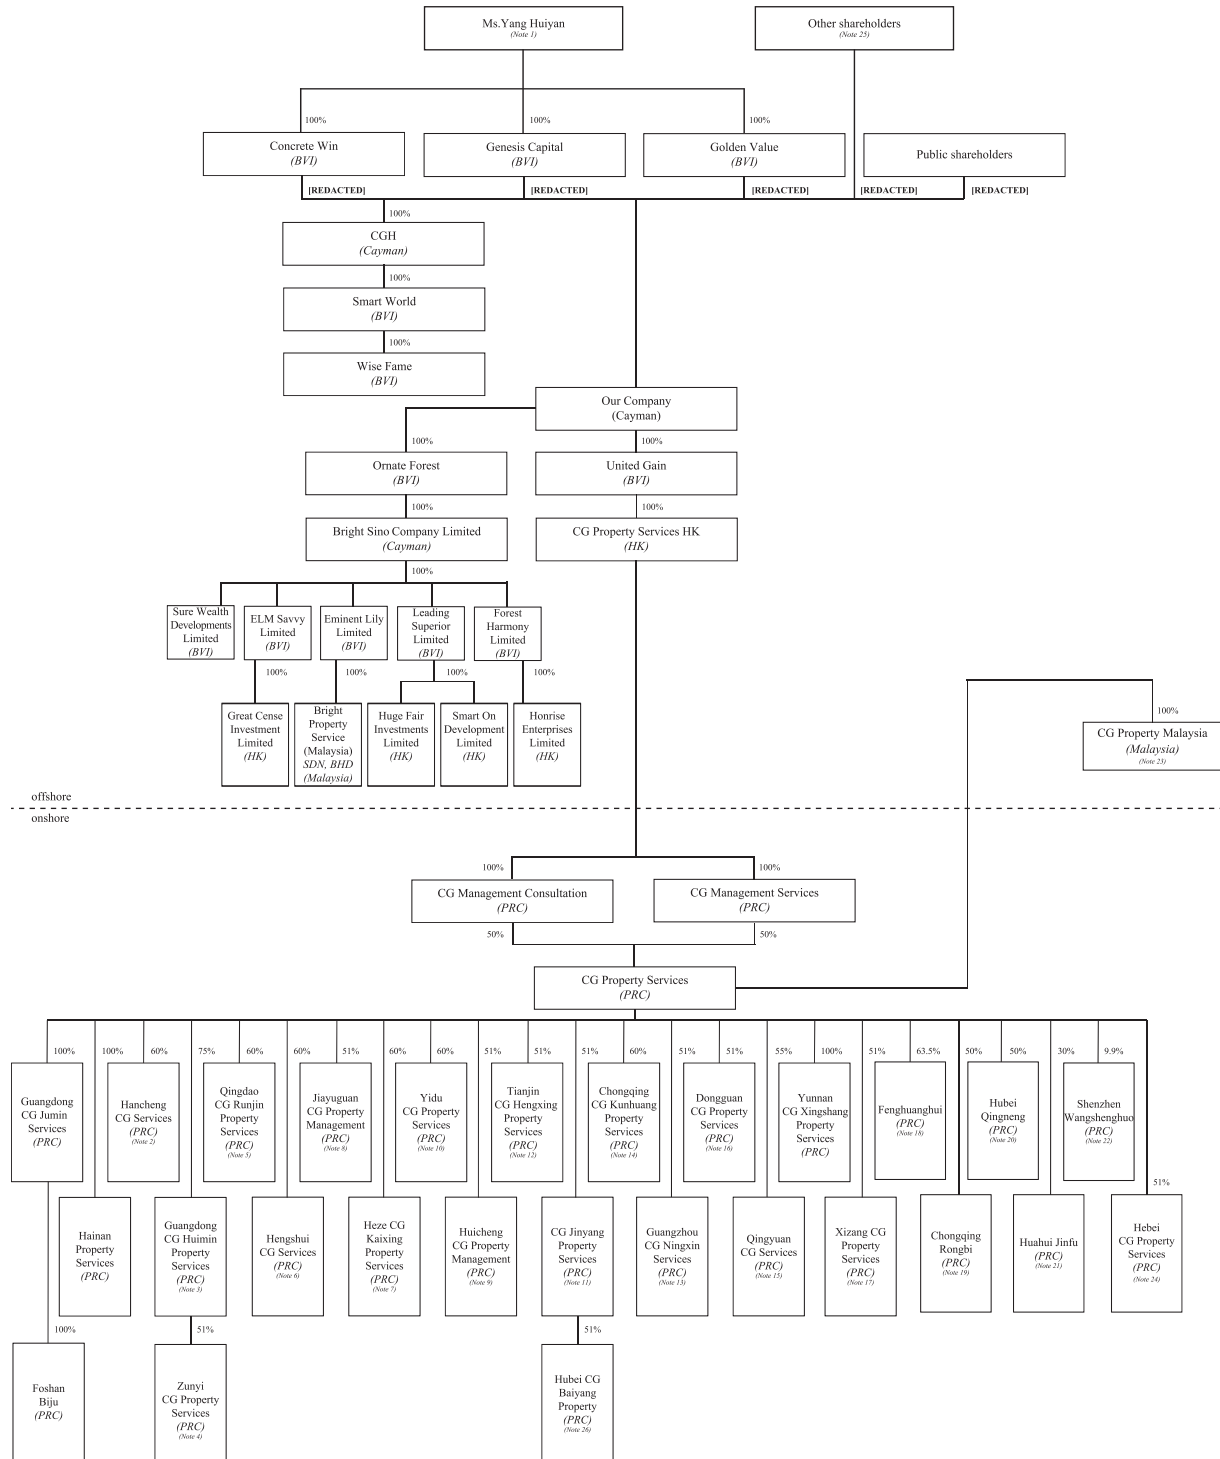 Ms.Yang Huiyan
(Note 1)
Other shareholders
(Note 25)
100%
100%
100%
Concrete Win
(BVI)
Genesis Capital
(BVI)
Golden Value
(BVI)
Public shareholders
[REDACTED]
[REDACTED]
[REDACTED]
[REDACTED]
[REDACTED]
100%
CGH
(Cayman)
100%
Smart World
(BVI)
100%
Wise Fame
(BVI)
Our Company
(Cayman)
100%
100%
Ornate Forest
(BVI)
United Gain
(BVI)
100%
100%
Bright Sino Company Limited
(Cayman)
CG Property Services HK
(HK)
100%
Sure Wealth
Developments
Limited
(BVI)
ELM Savvy
Limited
(BVI)
Eminent Lily
Limited
(BVI)
Leading
Superior
Limited
(BVI)
Forest
Harmony
Limited
(BVI)
100%
100%
100%
100%
Great Cense
Investment
Limited
(HK)
Bright
Property
Service
(Malaysia)
SDN, BHD
(Malaysia)
Huge Fair
Investments
Limited
(HK)
Smart On
Development
Limited
(HK)
Honrise
Enterprises
Limited
(HK)
100%
CG Property Malaysia
(Malaysia)
(Note 23)
offshore
onshore
100%
100%
CG Management Consultation
(PRC)
CG Management Services
(PRC)
50%
50%
CG Property Services
(PRC)
100%
100%
60%
75%
60%
60%
51%
60%
60%
51%
51%
51%
60%
51%
51%
55%
100%
51%
63.5%
50%
50%
30%
9.9%
Guangdong
CG Jumin
Services
(PRC)
Hancheng
CG Services
(PRC)
(Note 2)
Qingdao
CG Runjin
Property
Services
(PRC)
(Note 5)
Jiayuguan
CG Property
Management
(PRC)
(Note 8)
Yidu
CG Property
Services
(PRC)
(Note 10)
Tianjin
CG Hengxing
Property
Services
(PRC)
(Note 12)
Chongqing
CG Kunhuang
Property
Services
(PRC)
(Note 14)
Dongguan
CG Property
Services
(PRC)
(Note 16)
Yunnan
CG Xingshang
Property
Services
(PRC)
Fenghuanghui
(PRC)
(Note 18)
Hubei
Qingneng
(PRC)
(Note 20)
Shenzhen
Wangshenghuo
(PRC)
(Note 22)
51%
Hainan
Property
Services
(PRC)
Guangdong
CG Huimin
Property
Services
(PRC)
(Note 3)
Hengshui
CG Services
(PRC)
(Note 6)
Heze CG
Kaixing
Property
Services
(PRC)
(Note 7)
Huicheng
CG Property
Management
(PRC)
(Note 9)
CG Jinyang
Property
Services
(PRC)
(Note 11)
Guangzhou
CG Ningxin
Services
(PRC)
(Note 13)
Qingyuan
CG Services
(PRC)
(Note 15)
Xizang CG
Property
Services
(PRC)
(Note 17)
Chongqing
Rongbi
(PRC)
(Note 19)
Huahui Jinfu
(PRC)
(Note 21)
Hebei
CG Property
Services
(PRC)
(Note 24)
100%
51%
51%
Foshan
Biju
(PRC)
Zunyi
CG Property
Services
(PRC)
(Note 4)
Hubei CG
Baiyang
Property
(PRC)
(Note 26)